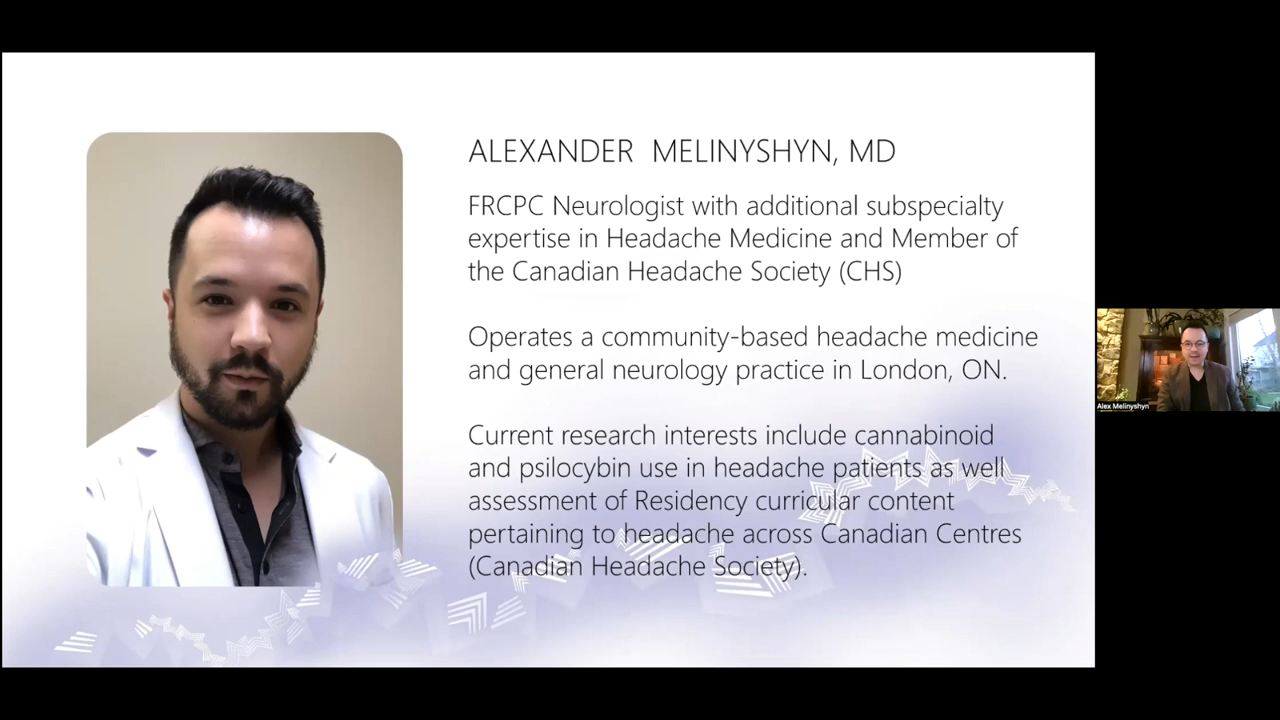 ALEXANDER MELINYSHYN, MD
FRCPC Neurologist with additional subspecialty
expertise in Headache Medicine and Member of
the Canadian Headache Society (CHS)
Operates a community-based headache medicine
and general neurology practice in London, ON.
Current research interests include cannabinoid
and psilocybin use in headache patients as well
assessment of Residency curricular content
pertaining to headache across Canadian Centres
(Canadian Headache Society).
Alex Melinyshyn